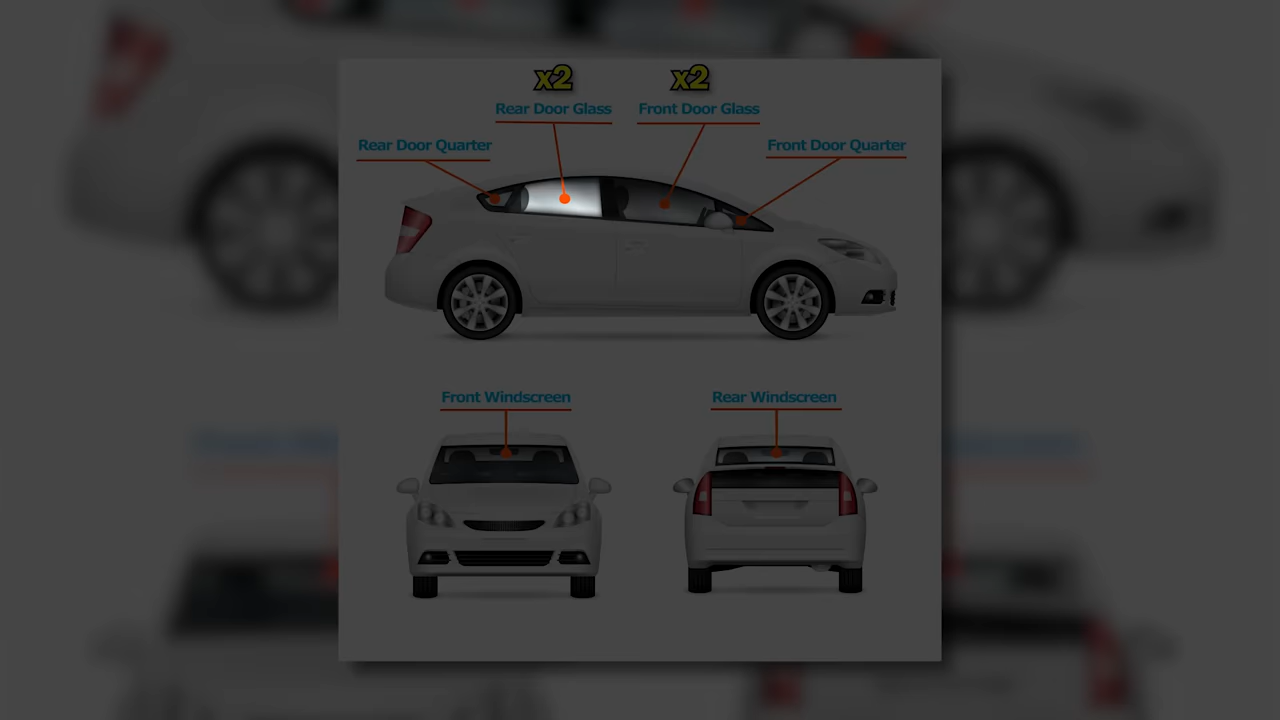 x2
x2
Rear Door Glass
Front Door Glass
Rear Door Quarter
Front Door Quarter
Front Windscreen
Rear Windscreen